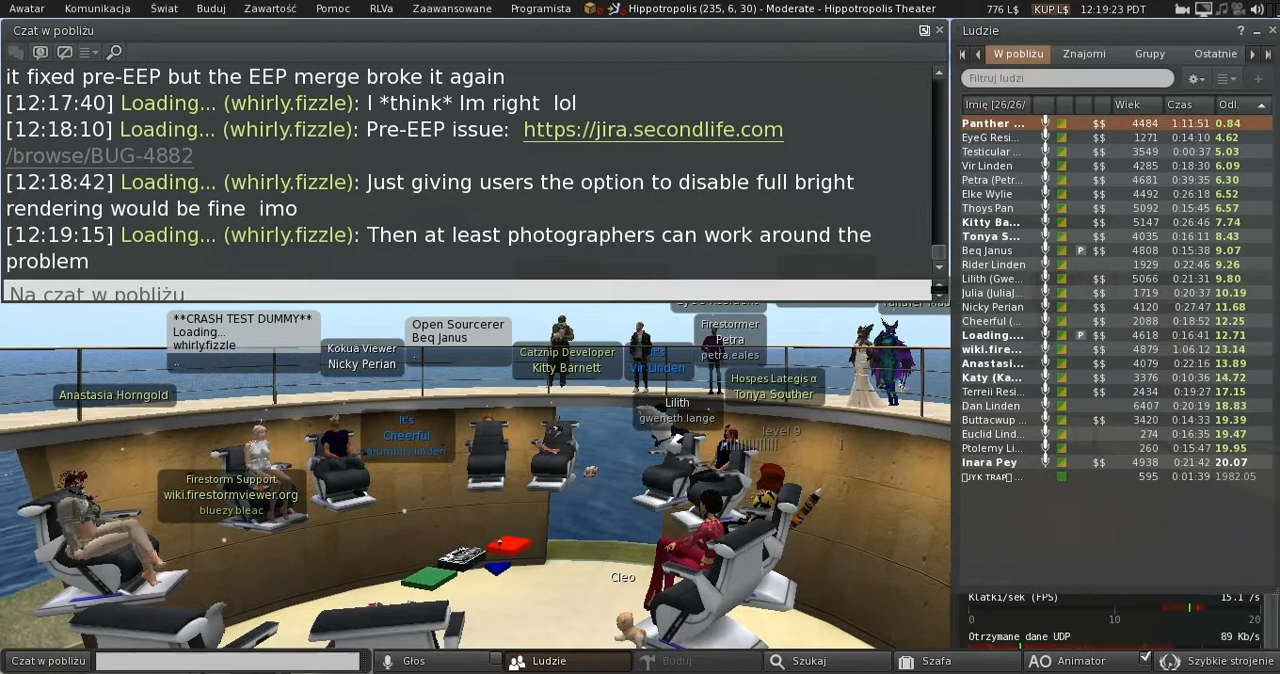 Awatar Komunikacja Świat Buduj Zawartość Pomoc RLVa Zaawansowane Programista Hippotropolis (235, 6, 30) - Moderate - Hippotropolis Theater 776 L$ KUP L$ 12:19:23 PDT
Czat w pobliżu
it fixed pre-EEP but the EEP merge broke it again
[12:17:40] Loading... (whirly.fizzle): I *think* Im right lol
[12:18:10] Loading... (whirly.fizzle): Pre-EEP issue: https://jira.secondlife.com
/browse/BUG-4882
[12:18:42] Loading... (whirly.fizzle): Just giving users the option to disable full bright
rendering would be fine imo
[12:19:15] Loading... (whirly.fizzle): Then at least photographers can work around the
problem
Na czat w pobliżu
**CRASH TEST DUMMY**
Loading...
whirly.fizzle
..
Kokua Viewer
Nicky Perian
Open Sourcerer
Beq Janus
.
Catznip Developer
Kitty Barnett
It's
Vir Linden
Firestormer
Petra
petra.eales
Hospes Lategis α
Tonya Souther
Anastasia Horngold
It's
Cheerful
grumpity.linden
Lilith
gweneth.lange
level 9
Firestorm Support
wiki.firestormviewer.org
bluezy.bleac
Cleo
Ludzie
? _ ×
W pobliżu Znajomi Grupy Ostatnie
Filtruj ludzi
Imię [26/26/ Wiek Czas Odl.
Panther ... $$ 4484 1:11:51 0.84
EyeG Resi... $$ 1271 0:14:10 4.62
Testicular ... $$ 3549 0:00:37 5.03
Vir Linden $$ 4285 0:18:30 6.09
Petra (Petr... $$ 4681 0:39:35 6.30
Elke Wylie $$ 4492 0:26:18 6.52
Thoys Pan $$ 5092 0:15:45 6.57
Kitty Ba... $$ 5147 0:26:46 7.74
Tonya S... $$ 4035 0:16:11 8.43
Beq Janus P $$ 4808 0:15:38 9.07
Rider Linden 1929 0:22:46 9.26
Lilith (Gwe... $$ 5066 0:21:31 9.80
Julia (JuliaJ... $$ 1719 0:20:37 10.19
Nicky Perian $$ 4120 0:27:47 11.68
Cheerful (... $$ 2088 0:18:52 12.25
Loading.... P $$ 4618 0:16:41 12.71
wiki.fire... $$ 4879 1:06:12 13.14
Anastasi... $$ 4079 0:22:16 13.89
Katy (Ka... $$ 3376 0:10:36 14.72
Terreii Resi... $$ 2434 0:19:27 17.15
Dan Linden 6407 0:20:19 18.83
Buttacwup ... $$ 3420 0:14:33 19.39
Euclid Lind... 274 0:16:35 19.47
Ptolemy Li... 260 0:15:47 19.95
Inara Pey $$ 4938 0:21:42 20.07
▯JYK TRAP▯ ... 595 0:01:39 1982.05
Klatki/sek (FPS) 15.1 /s
0 10 20
Otrzymane dane UDP 89 Kb/s
Czat w pobliżu Głos Ludzie Buduj Szukaj Szafa AO Animator Szybkie strojenie